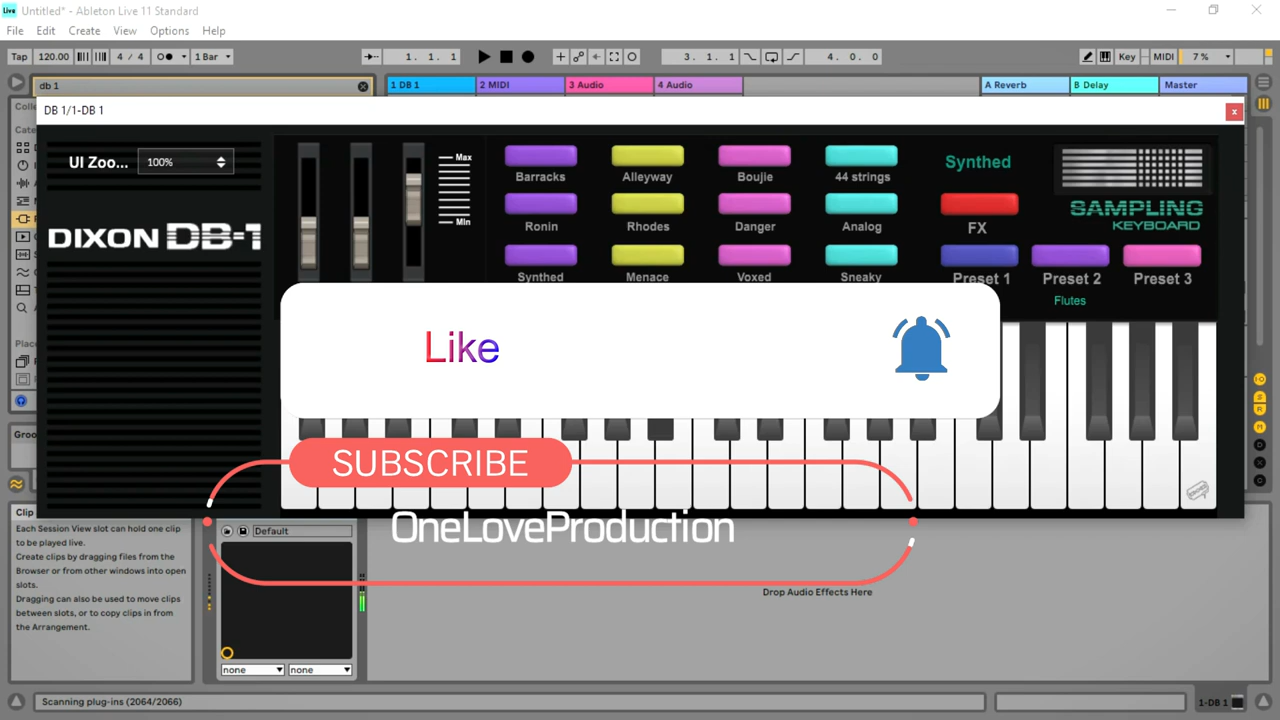 Live Untitled* - Ableton Live 11 Standard
File Edit Create View Options Help
Tap 120.00 4 / 4 1 Bar 1. 1. 1 3. 1. 1 4. 0. 0 Key MIDI 7 %
db 1 1 DB 1 2 MIDI 3 Audio 4 Audio A Reverb B Delay Master
DB 1/1-DB 1
UI Zoo... 100%
Max
Min
Barracks Alleyway Boujie 44 strings
Synthed
Ronin Rhodes Danger Analog FX
SAMPLING
KEYBOARD
DIXON DB-1
Synthed Menace Voxed Sneaky Preset 1 Preset 2 Preset 3
Flutes
Like
SUBSCRIBE
OneLoveProduction
Colle
Cate
Place
Groo
Clip
Each Session View slot can hold one clip
to be played live.
Create clips by dragging files from the
Browser or from other windows into open
slots.
Dragging can also be used to move clips
between slots, or to copy clips in from
the Arrangement.
Default
none none
Drop Audio Effects Here
Scanning plug-ins (2064/2066)
1-DB 1